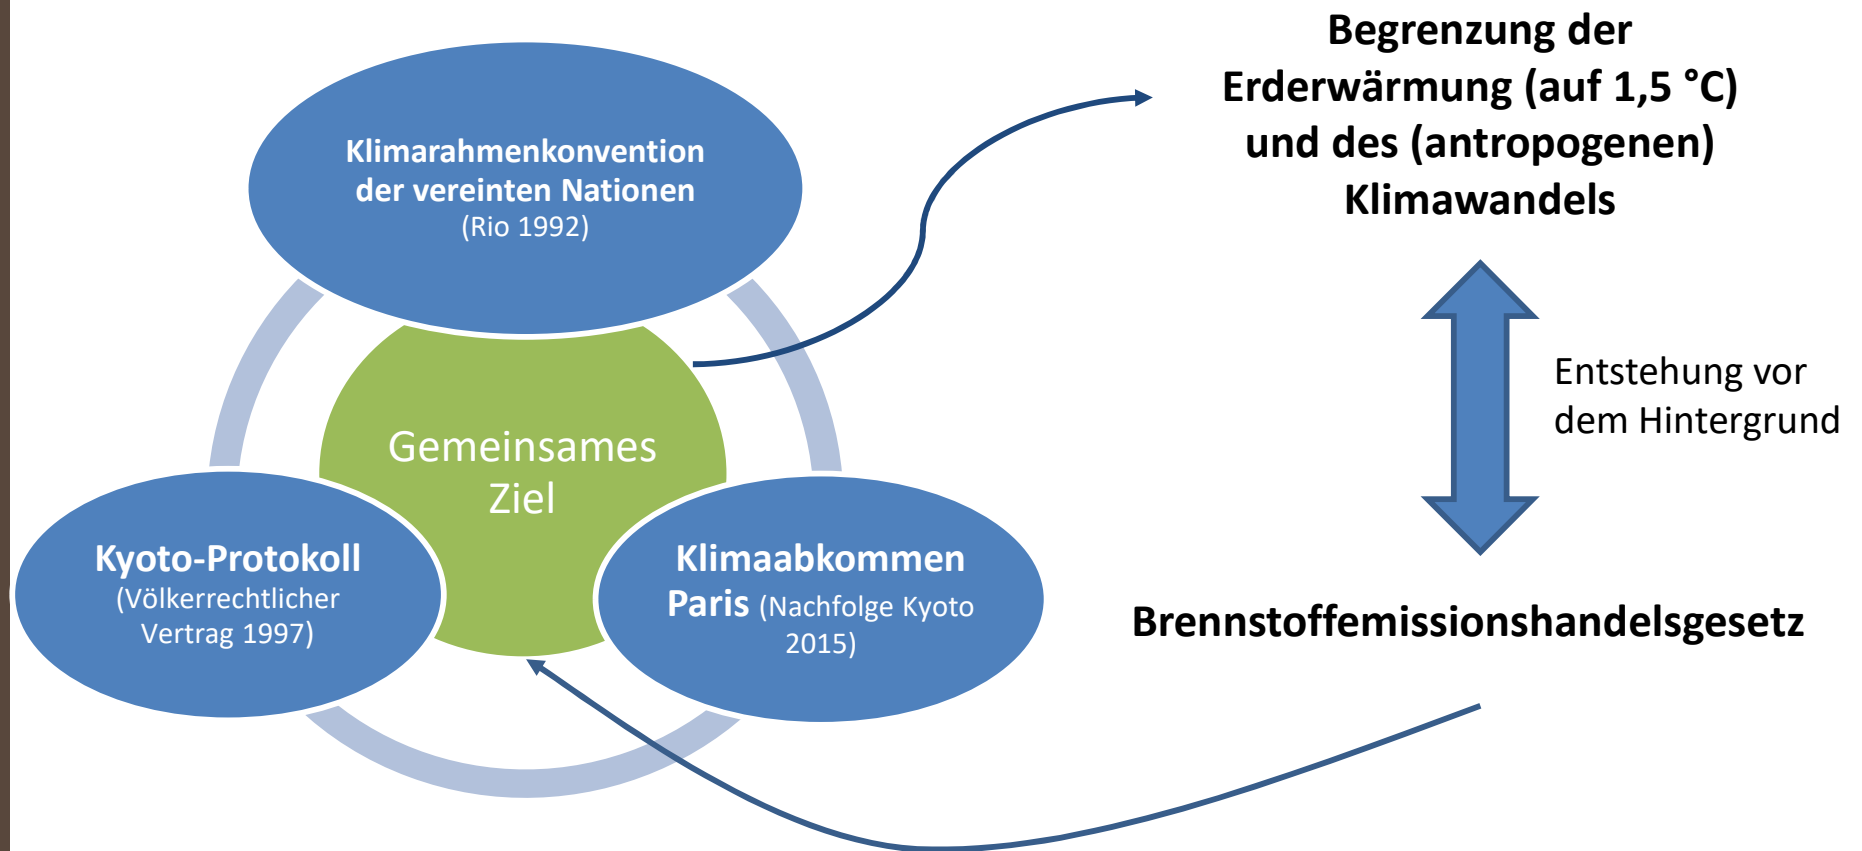 Klimarahmenkonvention
der vereinten Nationen
(Rio 1992)
Gemeinsames
Ziel
Kyoto-Protokoll
(Völkerrechtlicher
Vertrag 1997)
Klimaabkommen
Paris (Nachfolge Kyoto
2015)
Begrenzung der
Erderwärmung (auf 1,5 °C)
und des (antropogenen)
Klimawandels
Entstehung vor
dem Hintergrund
Brennstoffemissionshandelsgesetz